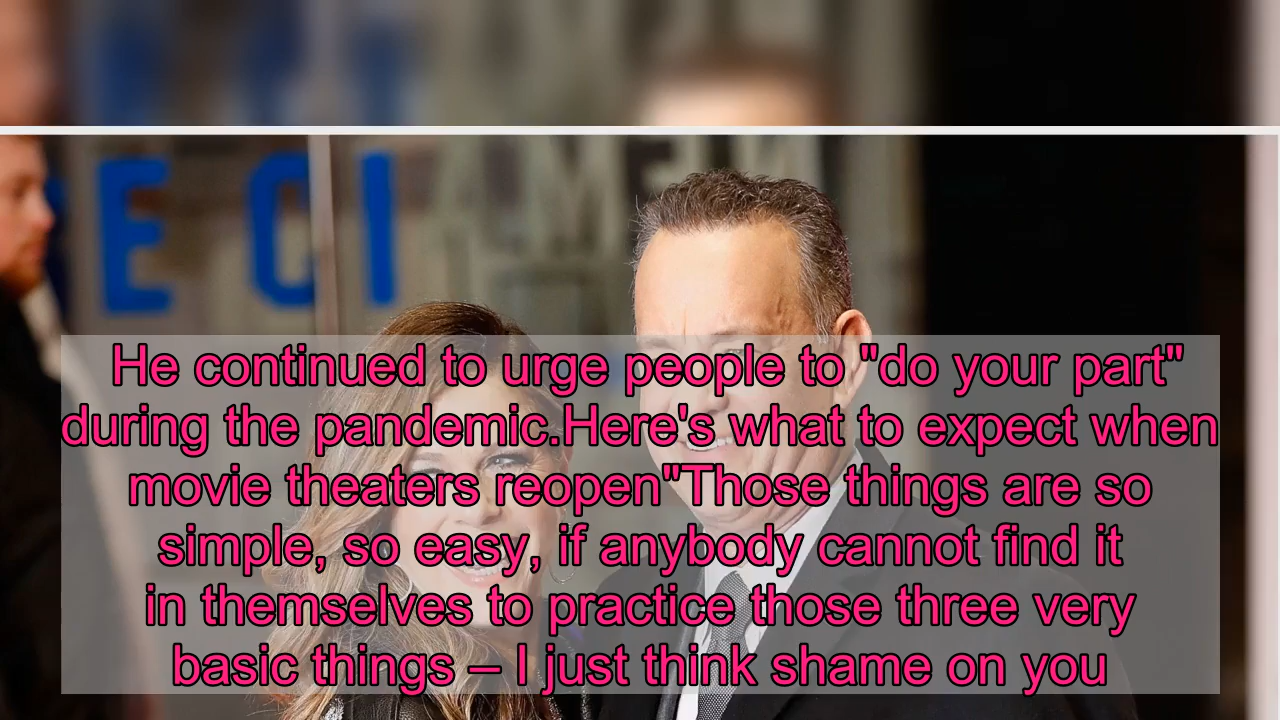 E CI
He continued to urge people to "do your part"
during the pandemic.Here's what to expect when
movie theaters reopen"Those things are so
simple, so easy, if anybody cannot find it
in themselves to practice those three very
basic things – I just think shame on you